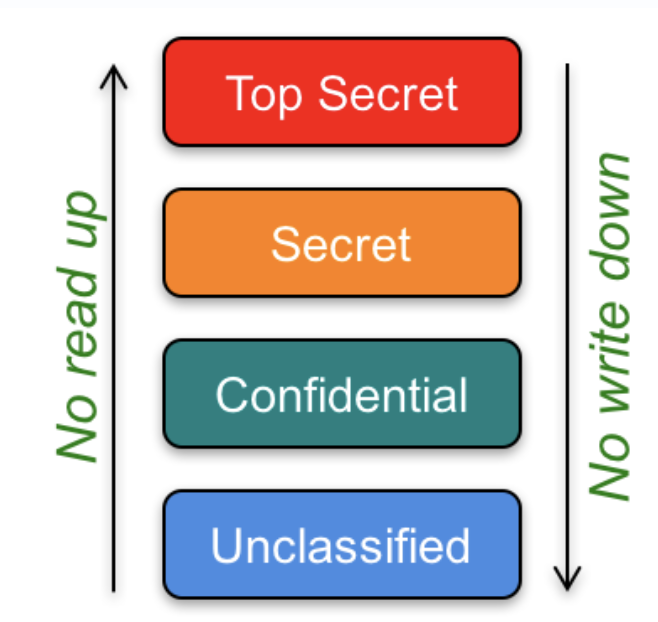 Top Secret
Secret
Confidential
Unclassified
No read up
No write down